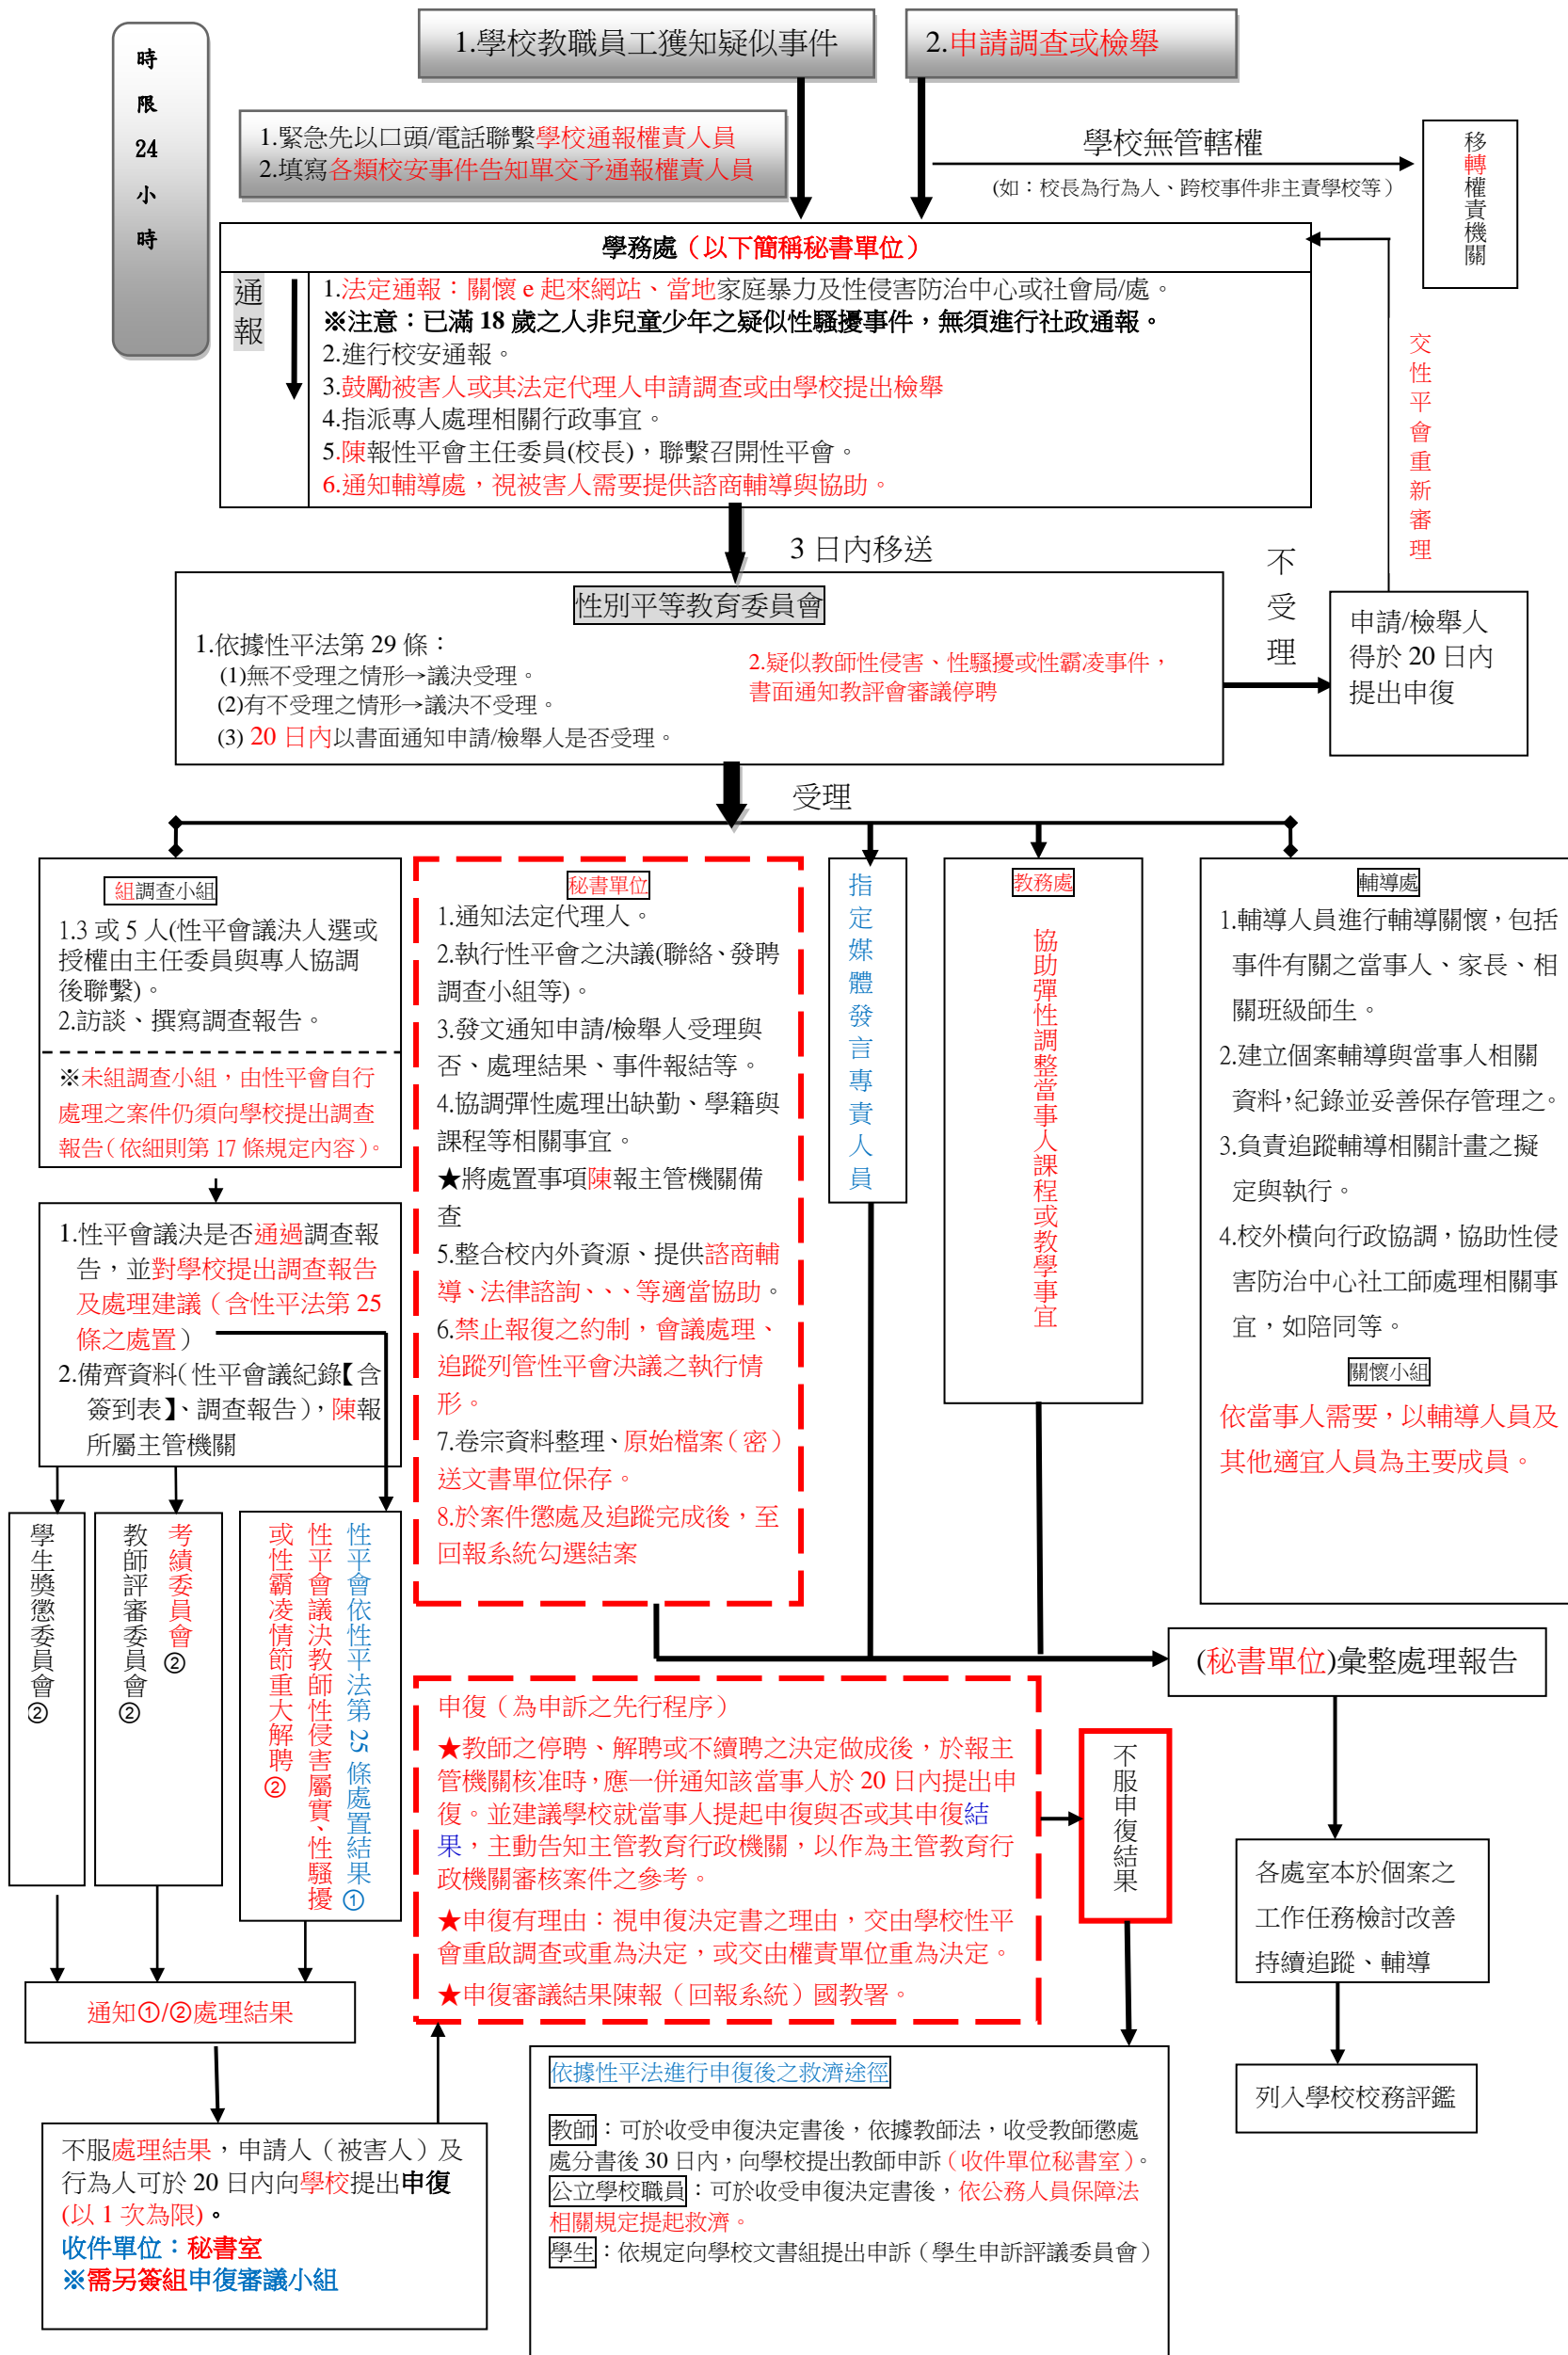 時
限
24
小
時
1.學校教職員工獲知疑似事件
2.申請調查或檢舉
1.緊急先以口頭/電話聯繫學校通報權責人員
2.填寫各類校安事件告知單交予通報權責人員
學校無管轄權
(如：校長為行為人、跨校事件非主責學校等）
移轉權責機關
學務處（以下簡稱秘書單位）
通
報
1.法定通報：關懷 e 起來網站、當地家庭暴力及性侵害防治中心或社會局/處。
※注意：已滿 18 歲之人非兒童少年之疑似性騷擾事件，無須進行社政通報。
2.進行校安通報。
3.鼓勵被害人或其法定代理人申請調查或由學校提出檢舉
4.指派專人處理相關行政事宜。
5.陳報性平會主任委員(校長)，聯繫召開性平會。
6.通知輔導處，視被害人需要提供諮商輔導與協助。
交性平會重新審理
3 日內移送
性別平等教育委員會
1.依據性平法第 29 條：
(1)無不受理之情形→議決受理。
(2)有不受理之情形→議決不受理。
(3) 20 日內以書面通知申請/檢舉人是否受理。
2.疑似教師性侵害、性騷擾或性霸凌事件，
書面通知教評會審議停聘
不受理
申請/檢舉人
得於 20 日內
提出申復
受理
組調查小組
1.3 或 5 人(性平會議決人選或
授權由主任委員與專人協調
後聯繫)。
2.訪談、撰寫調查報告。
※未組調查小組，由性平會自行
處理之案件仍須向學校提出調查
報告（依細則第 17 條規定內容）。
秘書單位
1.通知法定代理人。
2.執行性平會之決議(聯絡、發聘
調查小組等)。
3.發文通知申請/檢舉人受理與
否、處理結果、事件報結等。
4.協調彈性處理出缺勤、學籍與
課程等相關事宜。
★將處置事項陳報主管機關備
查
5.整合校內外資源、提供諮商輔
導、法律諮詢、、、等適當協助。
6.禁止報復之約制，會議處理、
追蹤列管性平會決議之執行情
形。
7.卷宗資料整理、原始檔案（密）
送文書單位保存。
8.於案件懲處及追蹤完成後，至
回報系統勾選結案
指定媒體發言專責人員
教務處
協助彈性調整當事人課程或教學事宜
輔導處
1.輔導人員進行輔導關懷，包括
事件有關之當事人、家長、相
關班級師生。
2.建立個案輔導與當事人相關
資料，紀錄並妥善保存管理之。
3.負責追蹤輔導相關計畫之擬
定與執行。
4.校外橫向行政協調，協助性侵
害防治中心社工師處理相關事
宜，如陪同等。
關懷小組
依當事人需要，以輔導人員及
其他適宜人員為主要成員。
1.性平會議決是否通過調查報
告，並對學校提出調查報告
及處理建議（含性平法第 25
條之處置）
2.備齊資料（性平會議紀錄【含
簽到表】、調查報告），陳報
所屬主管機關
學生獎懲委員會②
考績委員會②
教師評審委員會②
性平會依性平法第 25 條處置結果①
性平會議決教師性侵害屬實、性騷擾
或性霸凌情節重大解聘②
(秘書單位)彙整處理報告
申復（為申訴之先行程序）
★教師之停聘、解聘或不續聘之決定做成後，於報主
管機關核准時，應一併通知該當事人於 20 日內提出申
復。並建議學校就當事人提起申復與否或其申復結
果，主動告知主管教育行政機關，以作為主管教育行
政機關審核案件之參考。
★申復有理由：視申復決定書之理由，交由學校性平
會重啟調查或重為決定，或交由權責單位重為決定。
★申復審議結果陳報（回報系統）國教署。
不服申復結果
各處室本於個案之
工作任務檢討改善
持續追蹤、輔導
通知①/②處理結果
依據性平法進行申復後之救濟途徑
教師：可於收受申復決定書後，依據教師法，收受教師懲處
處分書後 30 日內，向學校提出教師申訴（收件單位秘書室）。
公立學校職員：可於收受申復決定書後，依公務人員保障法
相關規定提起救濟。
學生：依規定向學校文書組提出申訴（學生申訴評議委員會）
列入學校校務評鑑
不服處理結果，申請人（被害人）及
行為人可於 20 日內向學校提出申復
(以 1 次為限)。
收件單位：秘書室
※需另簽組申復審議小組